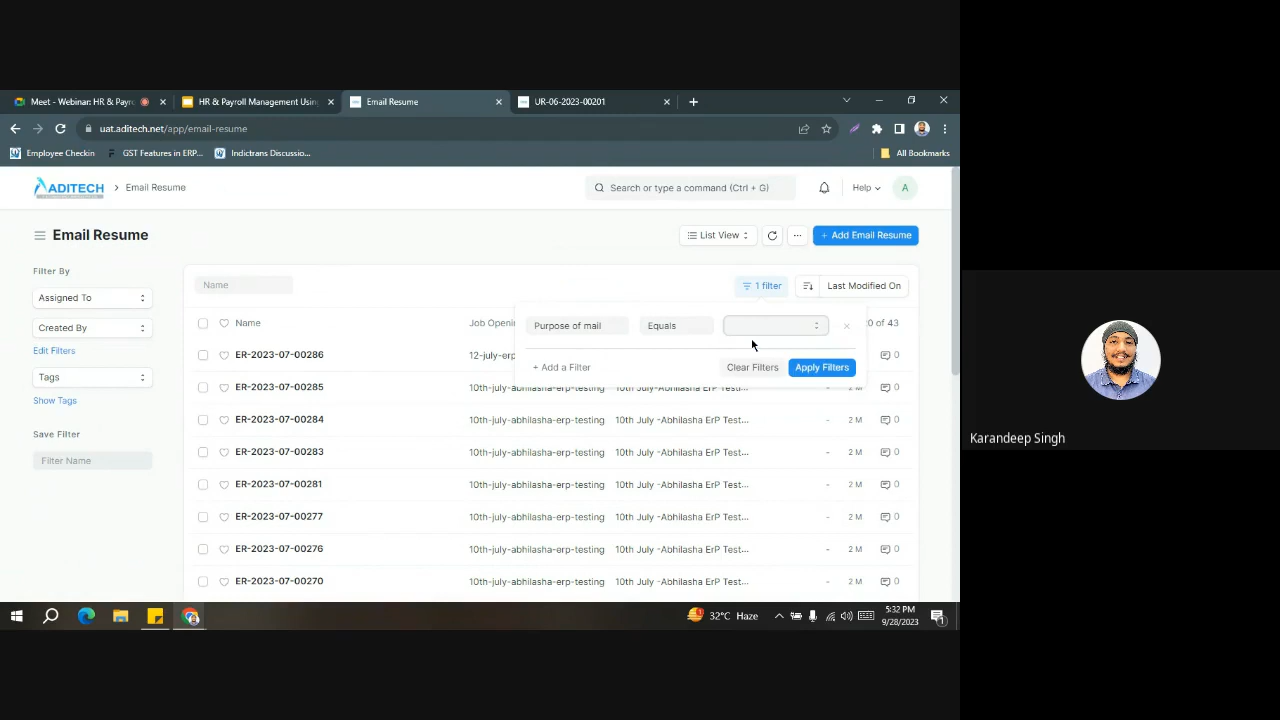 Meet - Webinar: HR & Payro
HR & Payroll Management Using
Email Resume
UR-06-2023-00201
uat.aditech.net/app/email-resume
Employee Checkin
GST Features in ERP...
Indictrans Discussio...
All Bookmarks
ADITECH
Email Resume
Search or type a command (Ctrl + G)
Help
A
Email Resume
List View
+ Add Email Resume
Filter By
Assigned To
Created By
Edit Filters
Tags
Show Tags
Save Filter
Filter Name
Name
1 filter
Last Modified On
Purpose of mail
Equals
+ Add a Filter
Clear Filters
Apply Filters
Name
Job Openin
0 of 43
ER-2023-07-00286
12-july-erp
0
ER-2023-07-00285
10th-july-abhilasha-erp-testing
10th July-Abhilasha ErP Test...
- 2 M 0
ER-2023-07-00284
10th-july-abhilasha-erp-testing
10th July -Abhilasha ErP Test...
- 2 M 0
ER-2023-07-00283
10th-july-abhilasha-erp-testing
10th July -Abhilasha ErP Test...
- 2 M 0
ER-2023-07-00281
10th-july-abhilasha-erp-testing
10th July -Abhilasha ErP Test...
- 2 M 0
ER-2023-07-00277
10th-july-abhilasha-erp-testing
10th July -Abhilasha ErP Test...
- 2 M 0
ER-2023-07-00276
10th-july-abhilasha-erp-testing
10th July -Abhilasha ErP Test...
- 2 M 0
ER-2023-07-00270
10th-july-abhilasha-erp-testing
10th July -Abhilasha ErP Test...
- 2 M 0
32°C Haze
5:32 PM
9/28/2023
1
Karandeep Singh